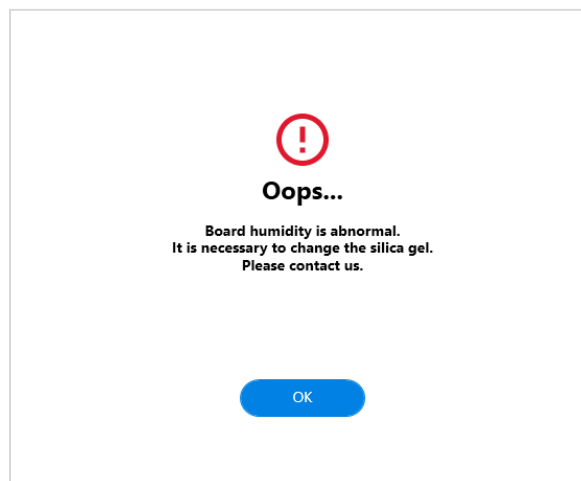 Oops...
Board humidity is abnormal.
It is necessary to change the silica gel.
Please contact us.
OK